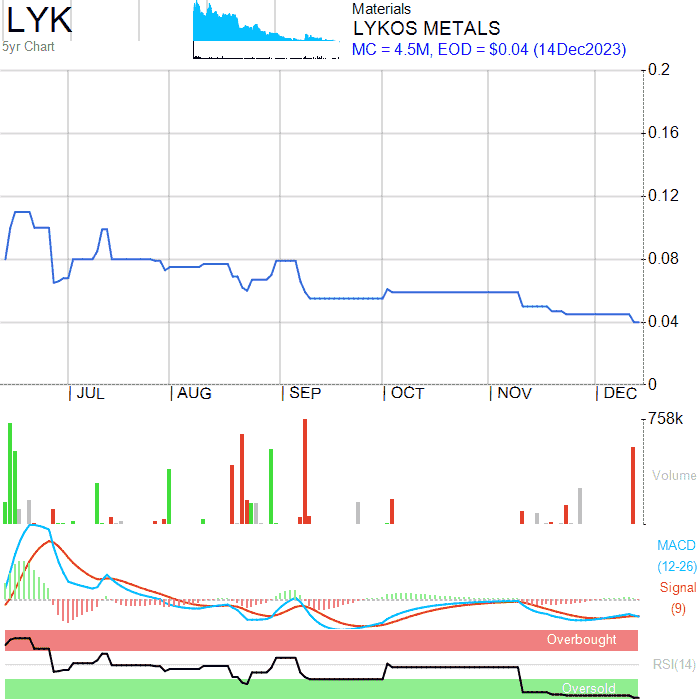 LYK
5yr Chart
Materials
LYKOS METALS
MC = 4.5M, EOD = $0.04 (14Dec2023)
0.2
0.16
0.12
0.08
0.04
0
JUL AUG SEP OCT NOV DEC
758k
Volume
MACD
(12-26)
Signal
(9)
Overbought
RSI(14)
Oversold